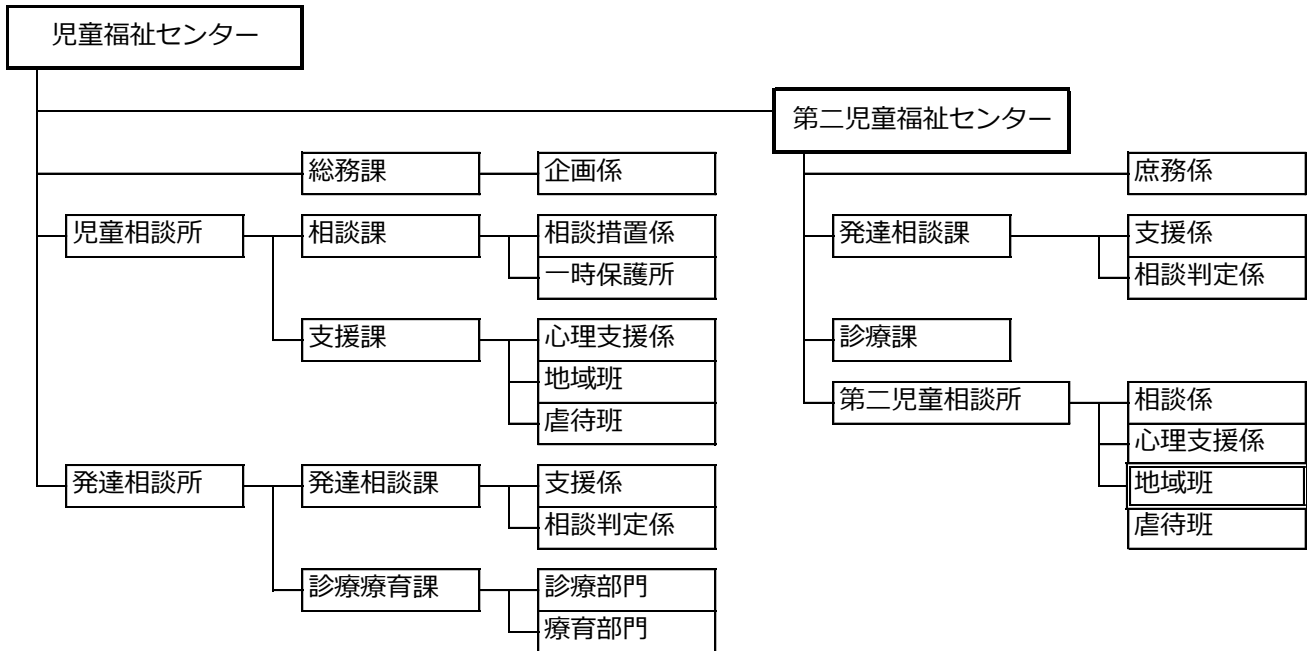 児童福祉センター
第二児童福祉センター
総務課
企画係
庶務係
児童相談所
相談課
相談措置係
発達相談課
支援係
一時保護所
相談判定係
支援課
心理支援係
診療課
地域班
第二児童相談所
相談係
虐待班
心理支援係
発達相談所
発達相談課
支援係
地域班
相談判定係
虐待班
診療療育課
診療部門
療育部門